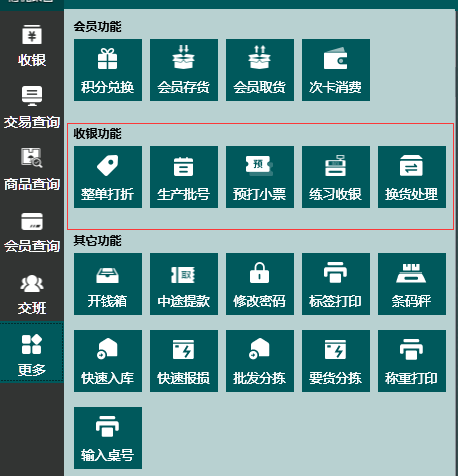 收银
交易查询
商品查询
会员查询
交班
更多
会员功能
积分兑换
会员存货
会员取货
次卡消费
收银功能
整单打折
生产批号
预
预打小票
练习收银
换货处理
其它功能
开钱箱
中途提款
修改密码
标签打印
条码秤
快速入库
快速报损
批发分拣
要货分拣
称重打印
输入桌号